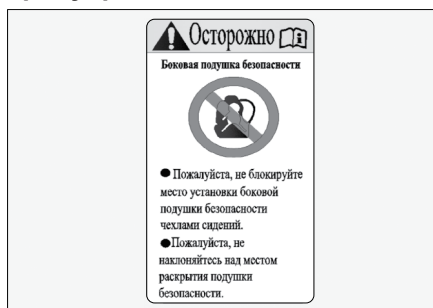 Осторожно
Боковая подушка безопасности
● Пожалуйста, не блокируйте
место установки боковой
подушки безопасности
чехлами сидений.
●Пожалуйста, не
наклоняйтесь над местом
раскрытия подушки
безопасности.